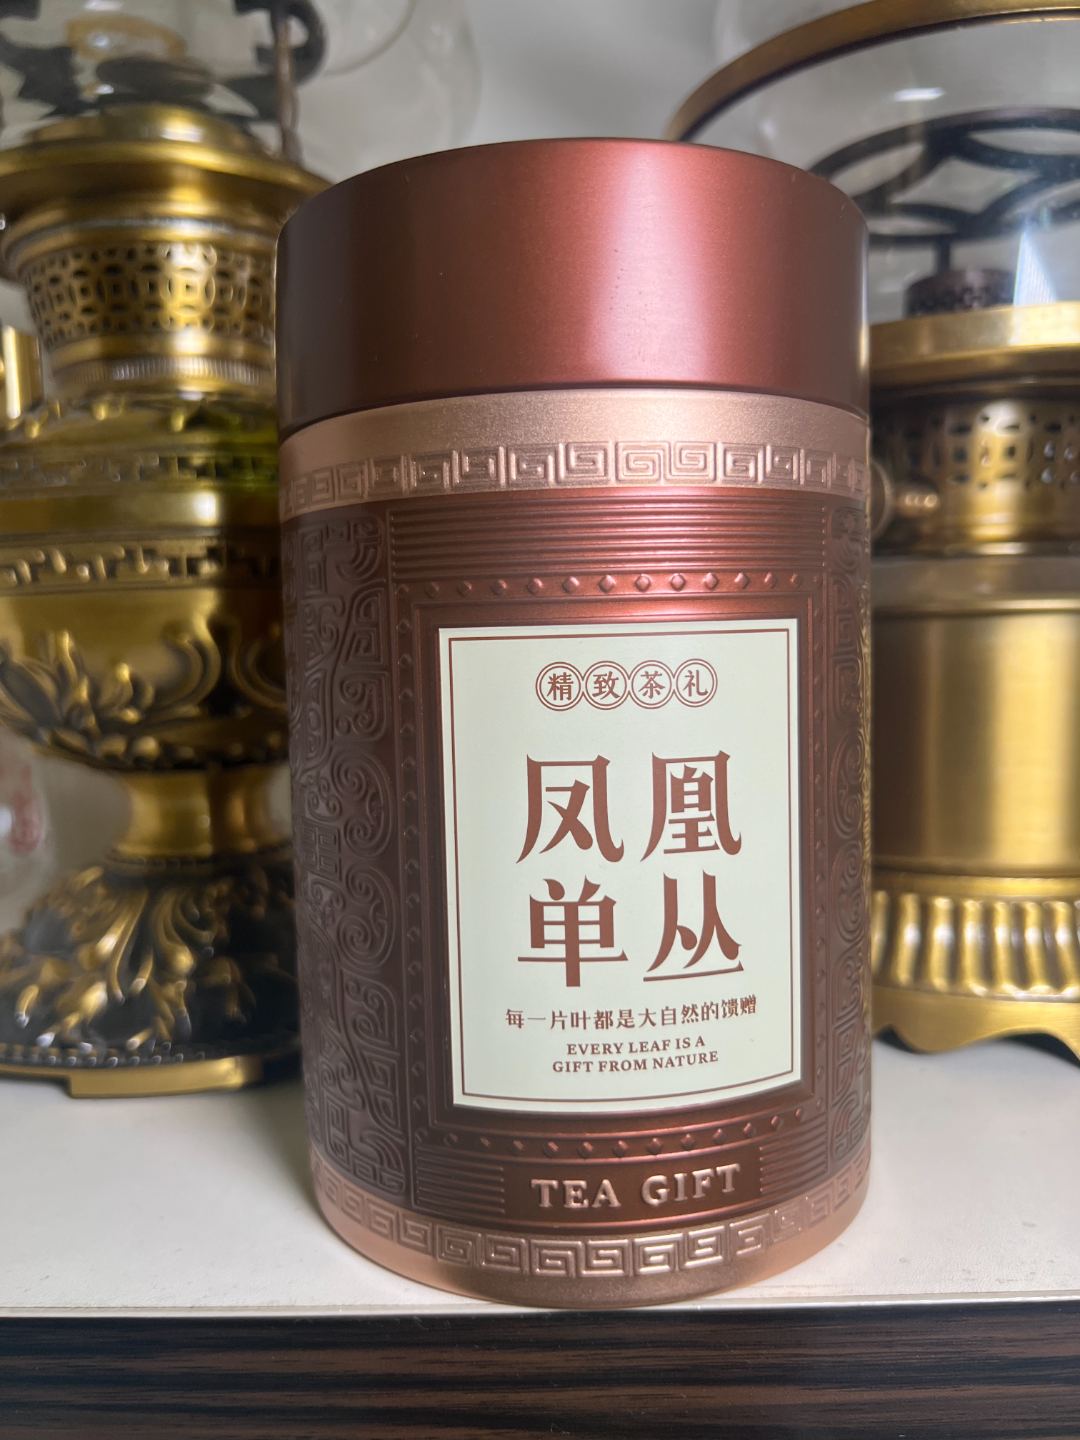 精致茶礼
凤凰
单丛
每一片叶都是大自然的馈赠
EVERY LEAF IS A
GIFT FROM NATURE
TEA GIFT